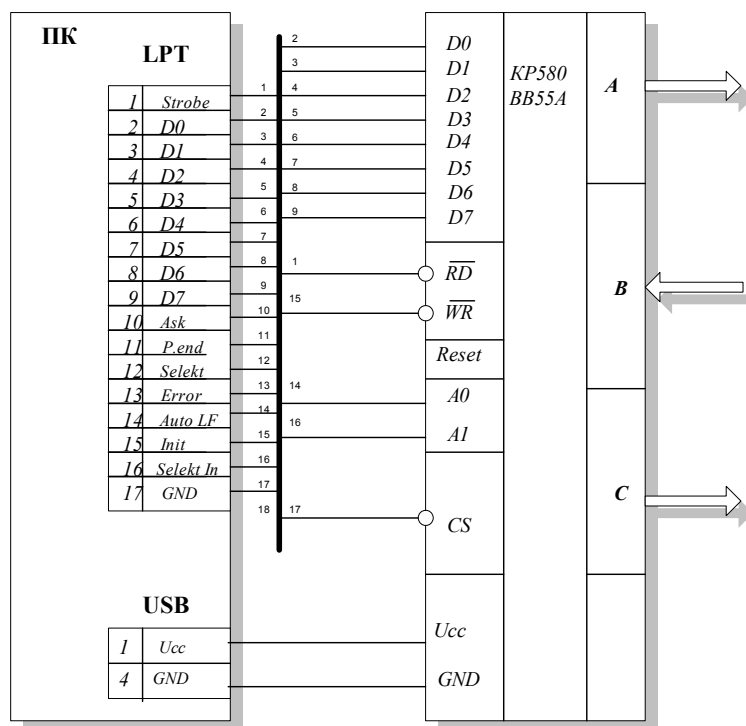 ПК
LPT
1 Strobe 1
2 D0 2
3 D1 3
4 D2 4
5 D3 5
6 D4 6
7 D5 7
8 D6 8
9 D7 9
10 Ask 10
11 P.end 11
12 Selekt 12
13 Error 13
14 Auto LF 14
15 Init 15
16 Selekt In 16
17 GND 17
18
USB
1 Ucc
4 GND
2 D0
3 D1
4 D2
5 D3
6 D4
7 D5
8 D6
9 D7
1 RD
15 WR
Reset
14 A0
16 A1
17 CS
Ucc
GND
КР580
ВВ55А
A
B
C